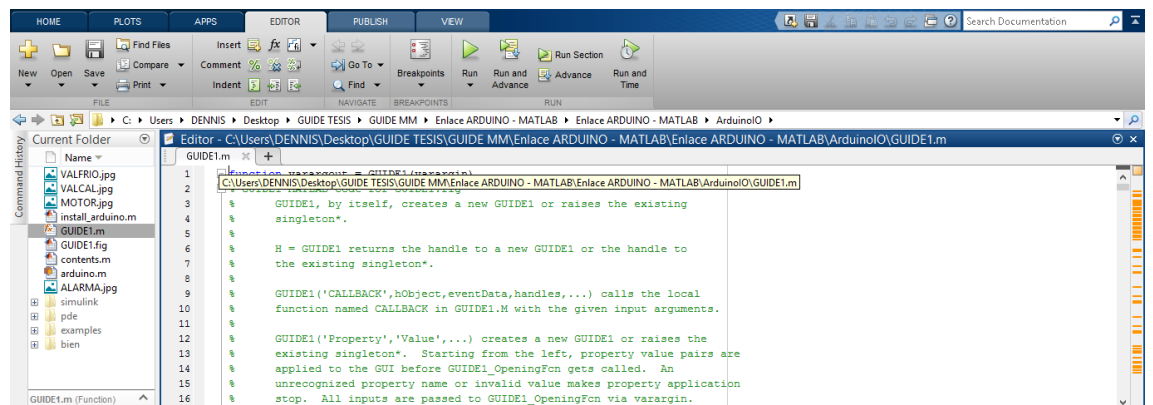 HOME PLOTS APPS EDITOR PUBLISH VIEW Search Documentation
Find Files Insert fx Go To Run Section
New Open Save Compare Comment Breakpoints Run Run and Advance Advance Run and Time
Print Indent Find
FILE EDIT NAVIGATE BREAKPOINTS RUN
C: Users DENNIS Desktop GUIDE TESIS GUIDE MM Enlace ARDUINO - MATLAB Enlace ARDUINO - MATLAB ArduinoIO
Command History
Current Folder
Name
VALFRIO.jpg
VALCAL.jpg
MOTOR.jpg
install_arduino.m
GUIDE1.m
GUIDE1.fig
contents.m
arduino.m
ALARMA.jpg
simulink
pde
examples
bien
GUIDE1.m (Function)
Editor - C:\Users\DENNIS\Desktop\GUIDE TESIS\GUIDE MM\Enlace ARDUINO - MATLAB\Enlace ARDUINO - MATLAB\ArduinoIO\GUIDE1.m
GUIDE1.m
1 function varargout = GUIDE1(varargin)
C:\Users\DENNIS\Desktop\GUIDE TESIS\GUIDE MM\Enlace ARDUINO - MATLAB\Enlace ARDUINO - MATLAB\ArduinoIO\GUIDE1.m
2 % GUIDE1 MATLAB code for GUIDE1.fig
3 % GUIDE1, by itself, creates a new GUIDE1 or raises the existing
4 % singleton*.
5 %
6 % H = GUIDE1 returns the handle to a new GUIDE1 or the handle to
7 % the existing singleton*.
8 %
9 % GUIDE1('CALLBACK',hObject,eventData,handles,...) calls the local
10 % function named CALLBACK in GUIDE1.M with the given input arguments.
11 %
12 % GUIDE1('Property','Value',...) creates a new GUIDE1 or raises the
13 % existing singleton*. Starting from the left, property value pairs are
14 % applied to the GUI before GUIDE1_OpeningFcn gets called. An
15 % unrecognized property name or invalid value makes property application
16 % stop. All inputs are passed to GUIDE1_OpeningFcn via varargin.